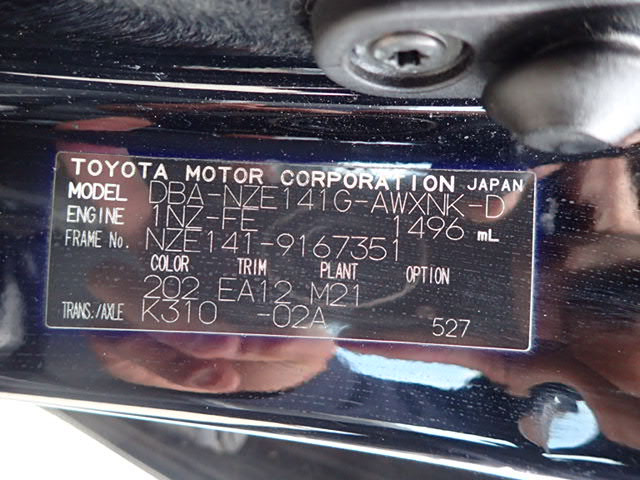 TOYOTA MOTOR CORPORATION JAPAN
MODEL DBA-NZE141G-AWXNK-D
ENGINE 1NZ-FE 1496 mL
FRAME No. NZE141-9167351
COLOR TRIM PLANT OPTION
202 EA12 M21
TRANS./AXLE K310 -02A 527